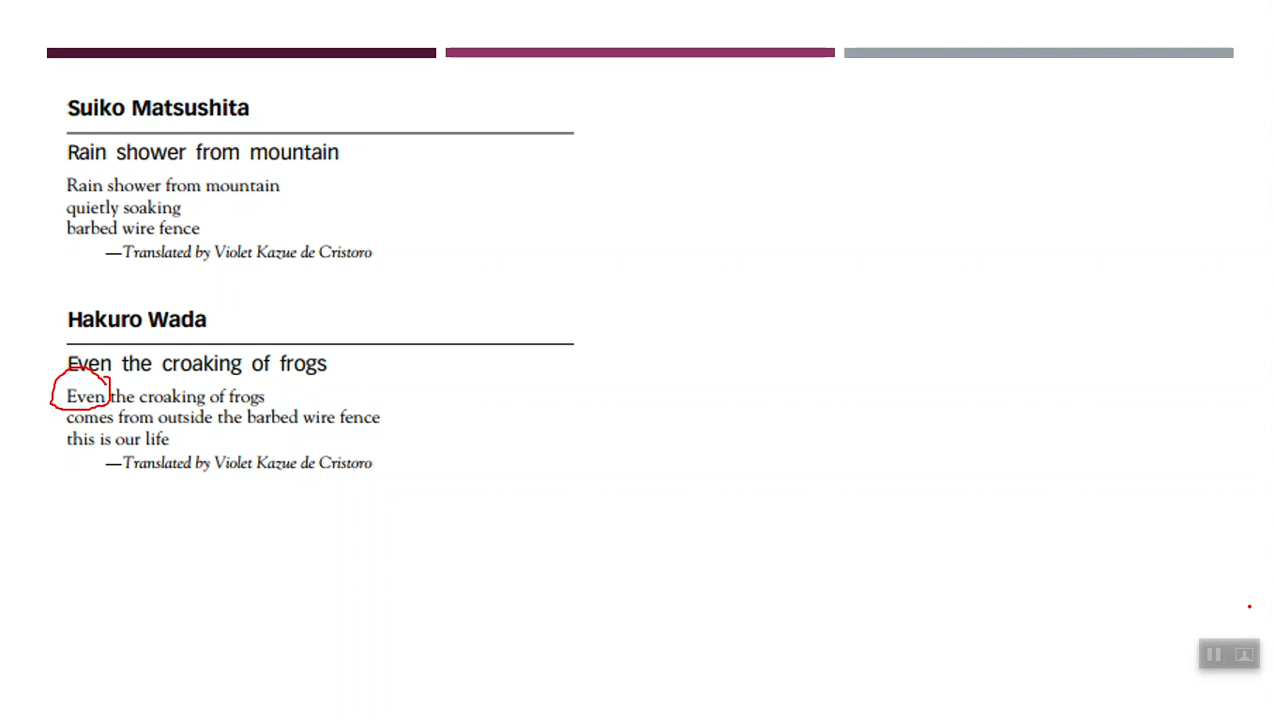 Suiko Matsushita
Rain shower from mountain
Rain shower from mountain
quietly soaking
barbed wire fence
—Translated by Violet Kazue de Cristoro
Hakuro Wada
Even the croaking of frogs
Even the croaking of frogs
comes from outside the barbed wire fence
this is our life
—Translated by Violet Kazue de Cristoro